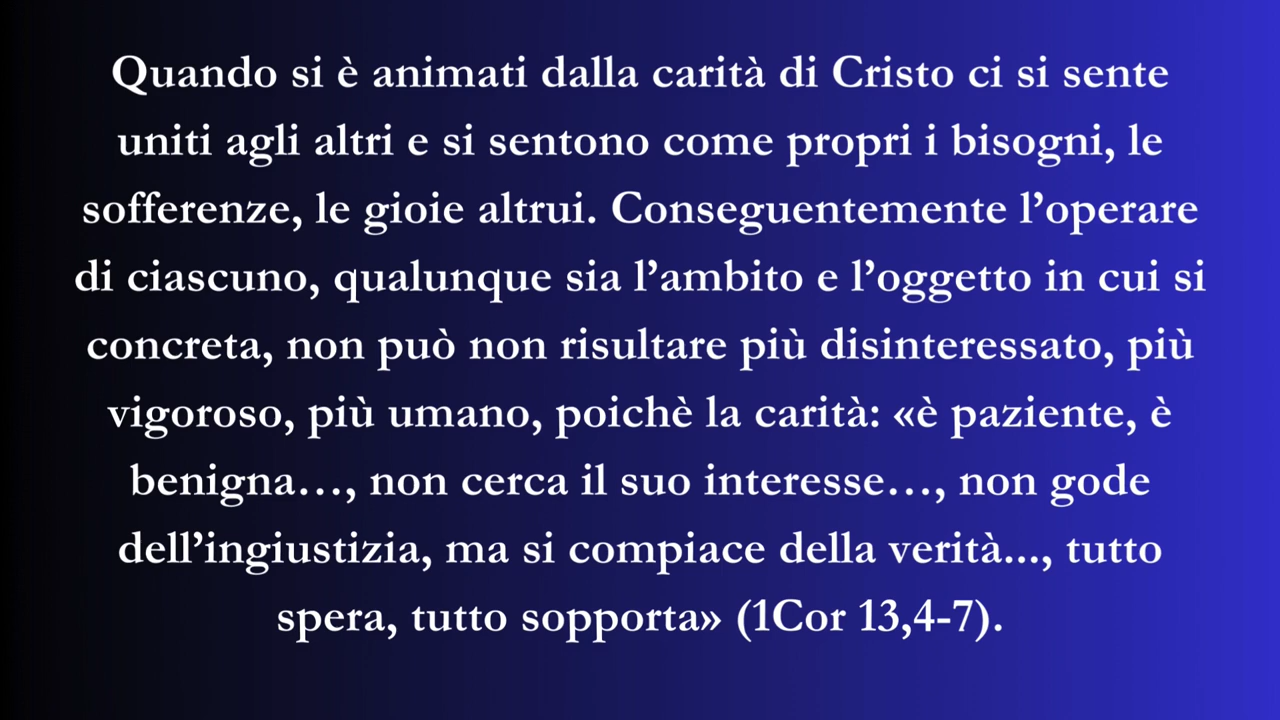 Quando si è animati dalla carità di Cristo ci si sente
uniti agli altri e si sentono come propri i bisogni, le
sofferenze, le gioie altrui. Conseguentemente l’operare
di ciascuno, qualunque sia l’ambito e l’oggetto in cui si
concreta, non può non risultare più disinteressato, più
vigoroso, più umano, poichè la carità: «è paziente, è
benigna…, non cerca il suo interesse…, non gode
dell’ingiustizia, ma si compiace della verità..., tutto
spera, tutto sopporta» (1Cor 13,4-7).